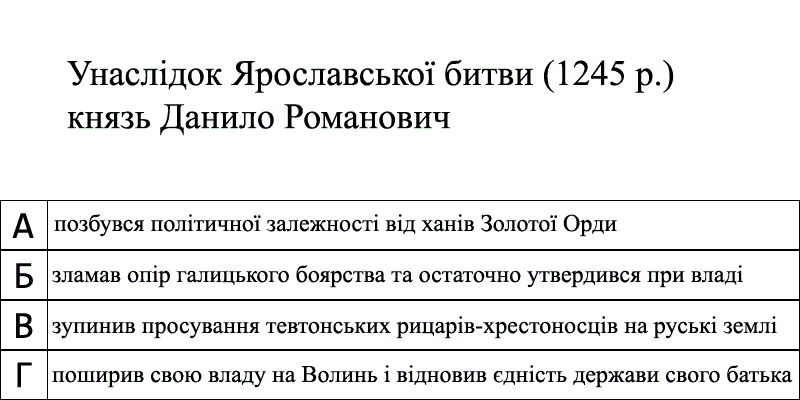 Унаслідок Ярославської битви (1245 р.)
князь Данило Романович
А позбувся політичної залежності від ханів Золотої Орди
Б зламав опір галицького боярства та остаточно утвердився при владі
В зупинив просування тевтонських рицарів-хрестоносців на руські землі
Г поширив свою владу на Волинь і відновив єдність держави свого батька